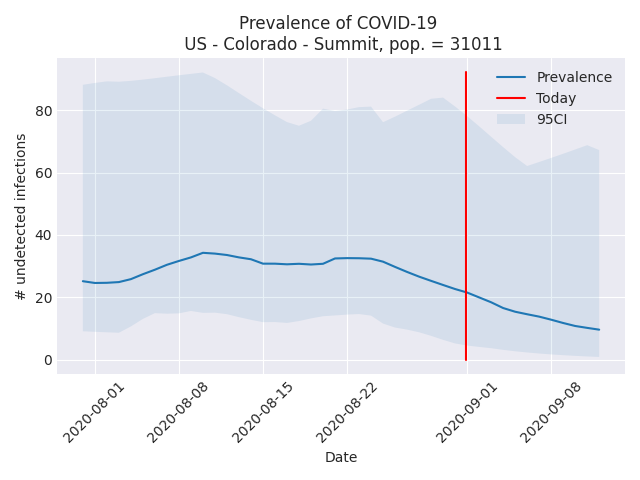 Prevalence of COVID-19
US - Colorado - Summit, pop. = 31011
Prevalence
Today
95CI
# undetected infections
80
60
40
20
0
2020-08-01
2020-08-08
2020-08-15
2020-08-22
2020-09-01
2020-09-08
Date